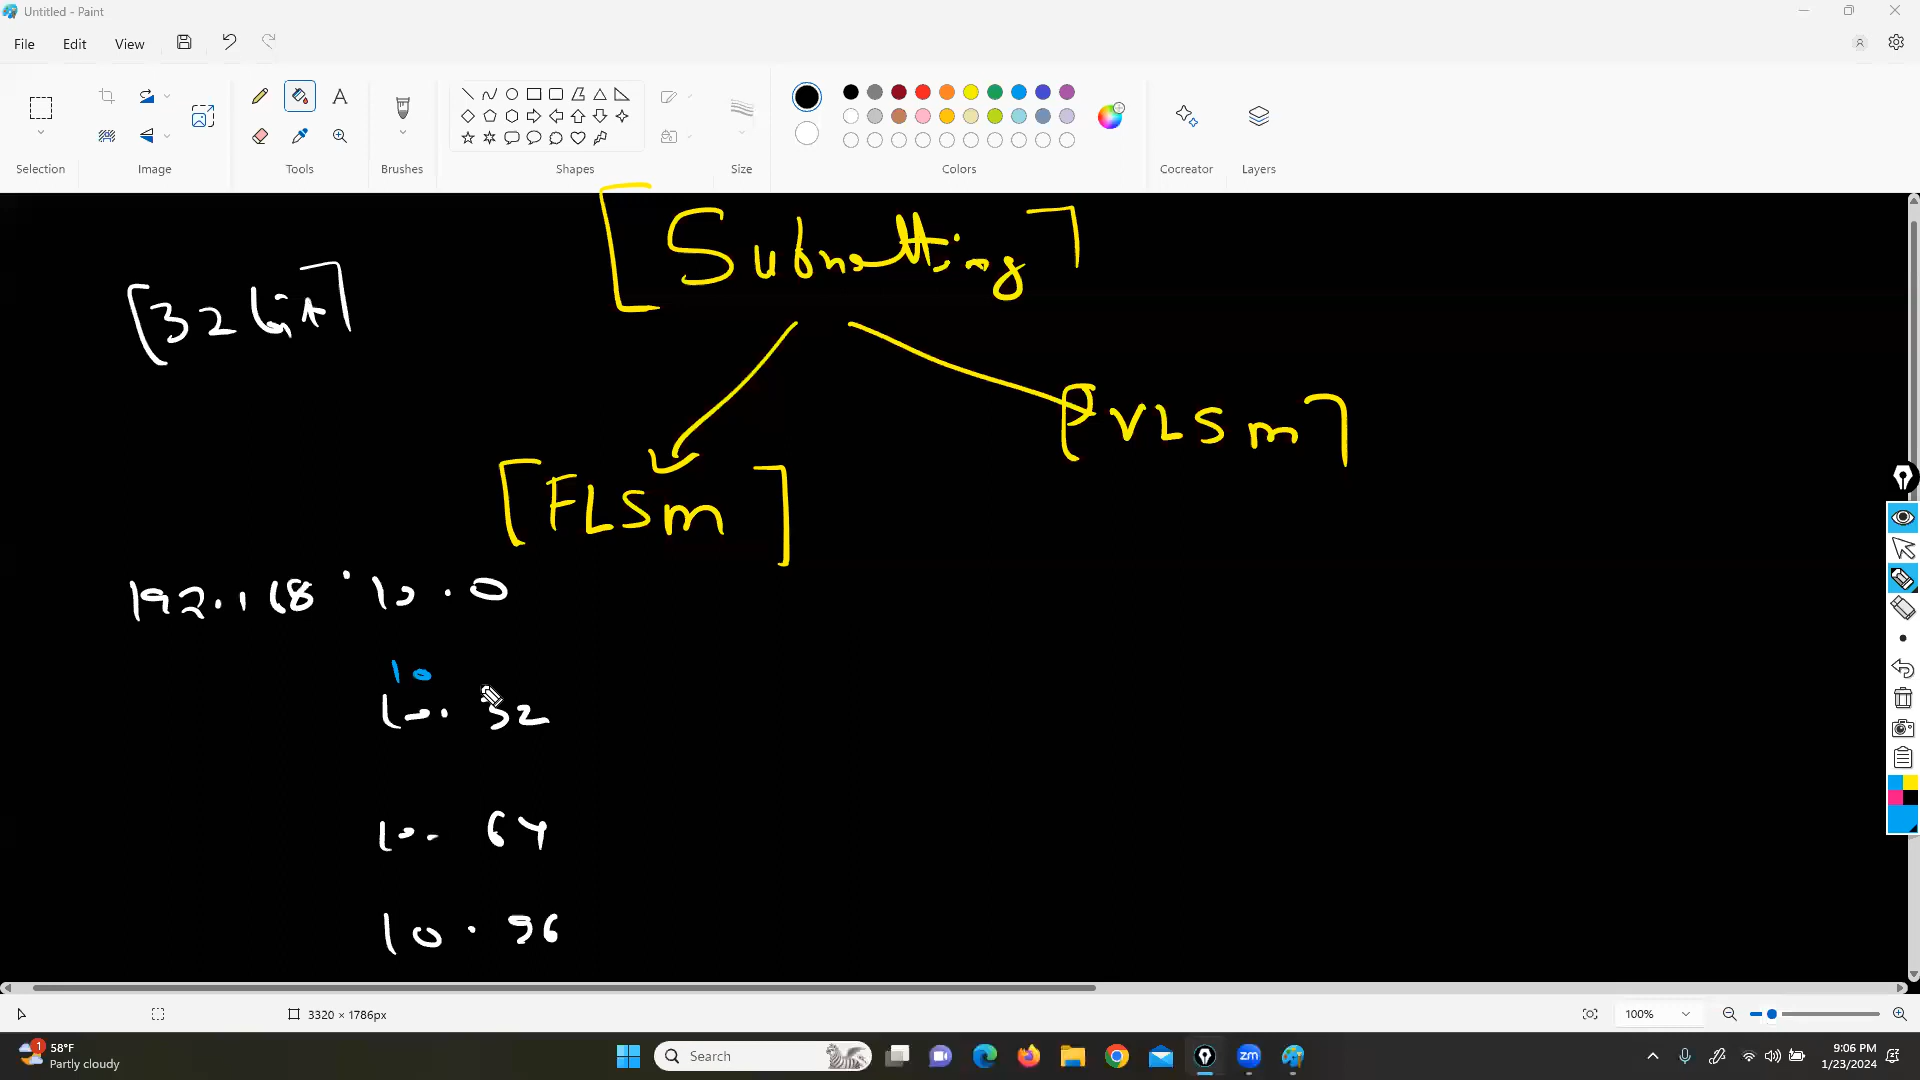 Untitled - Paint
File Edit View
Selection Image Tools Brushes Shapes Size Colors Cocreator Layers
[Subnetting]
[32 bit]
[VLSm]
[FLSm]
192.168.10.0
10
10. 32
10. 64
10. 96
3320 × 1786px
100%
1
58°F
Partly cloudy
Search
zm
9:06 PM
1/23/2024